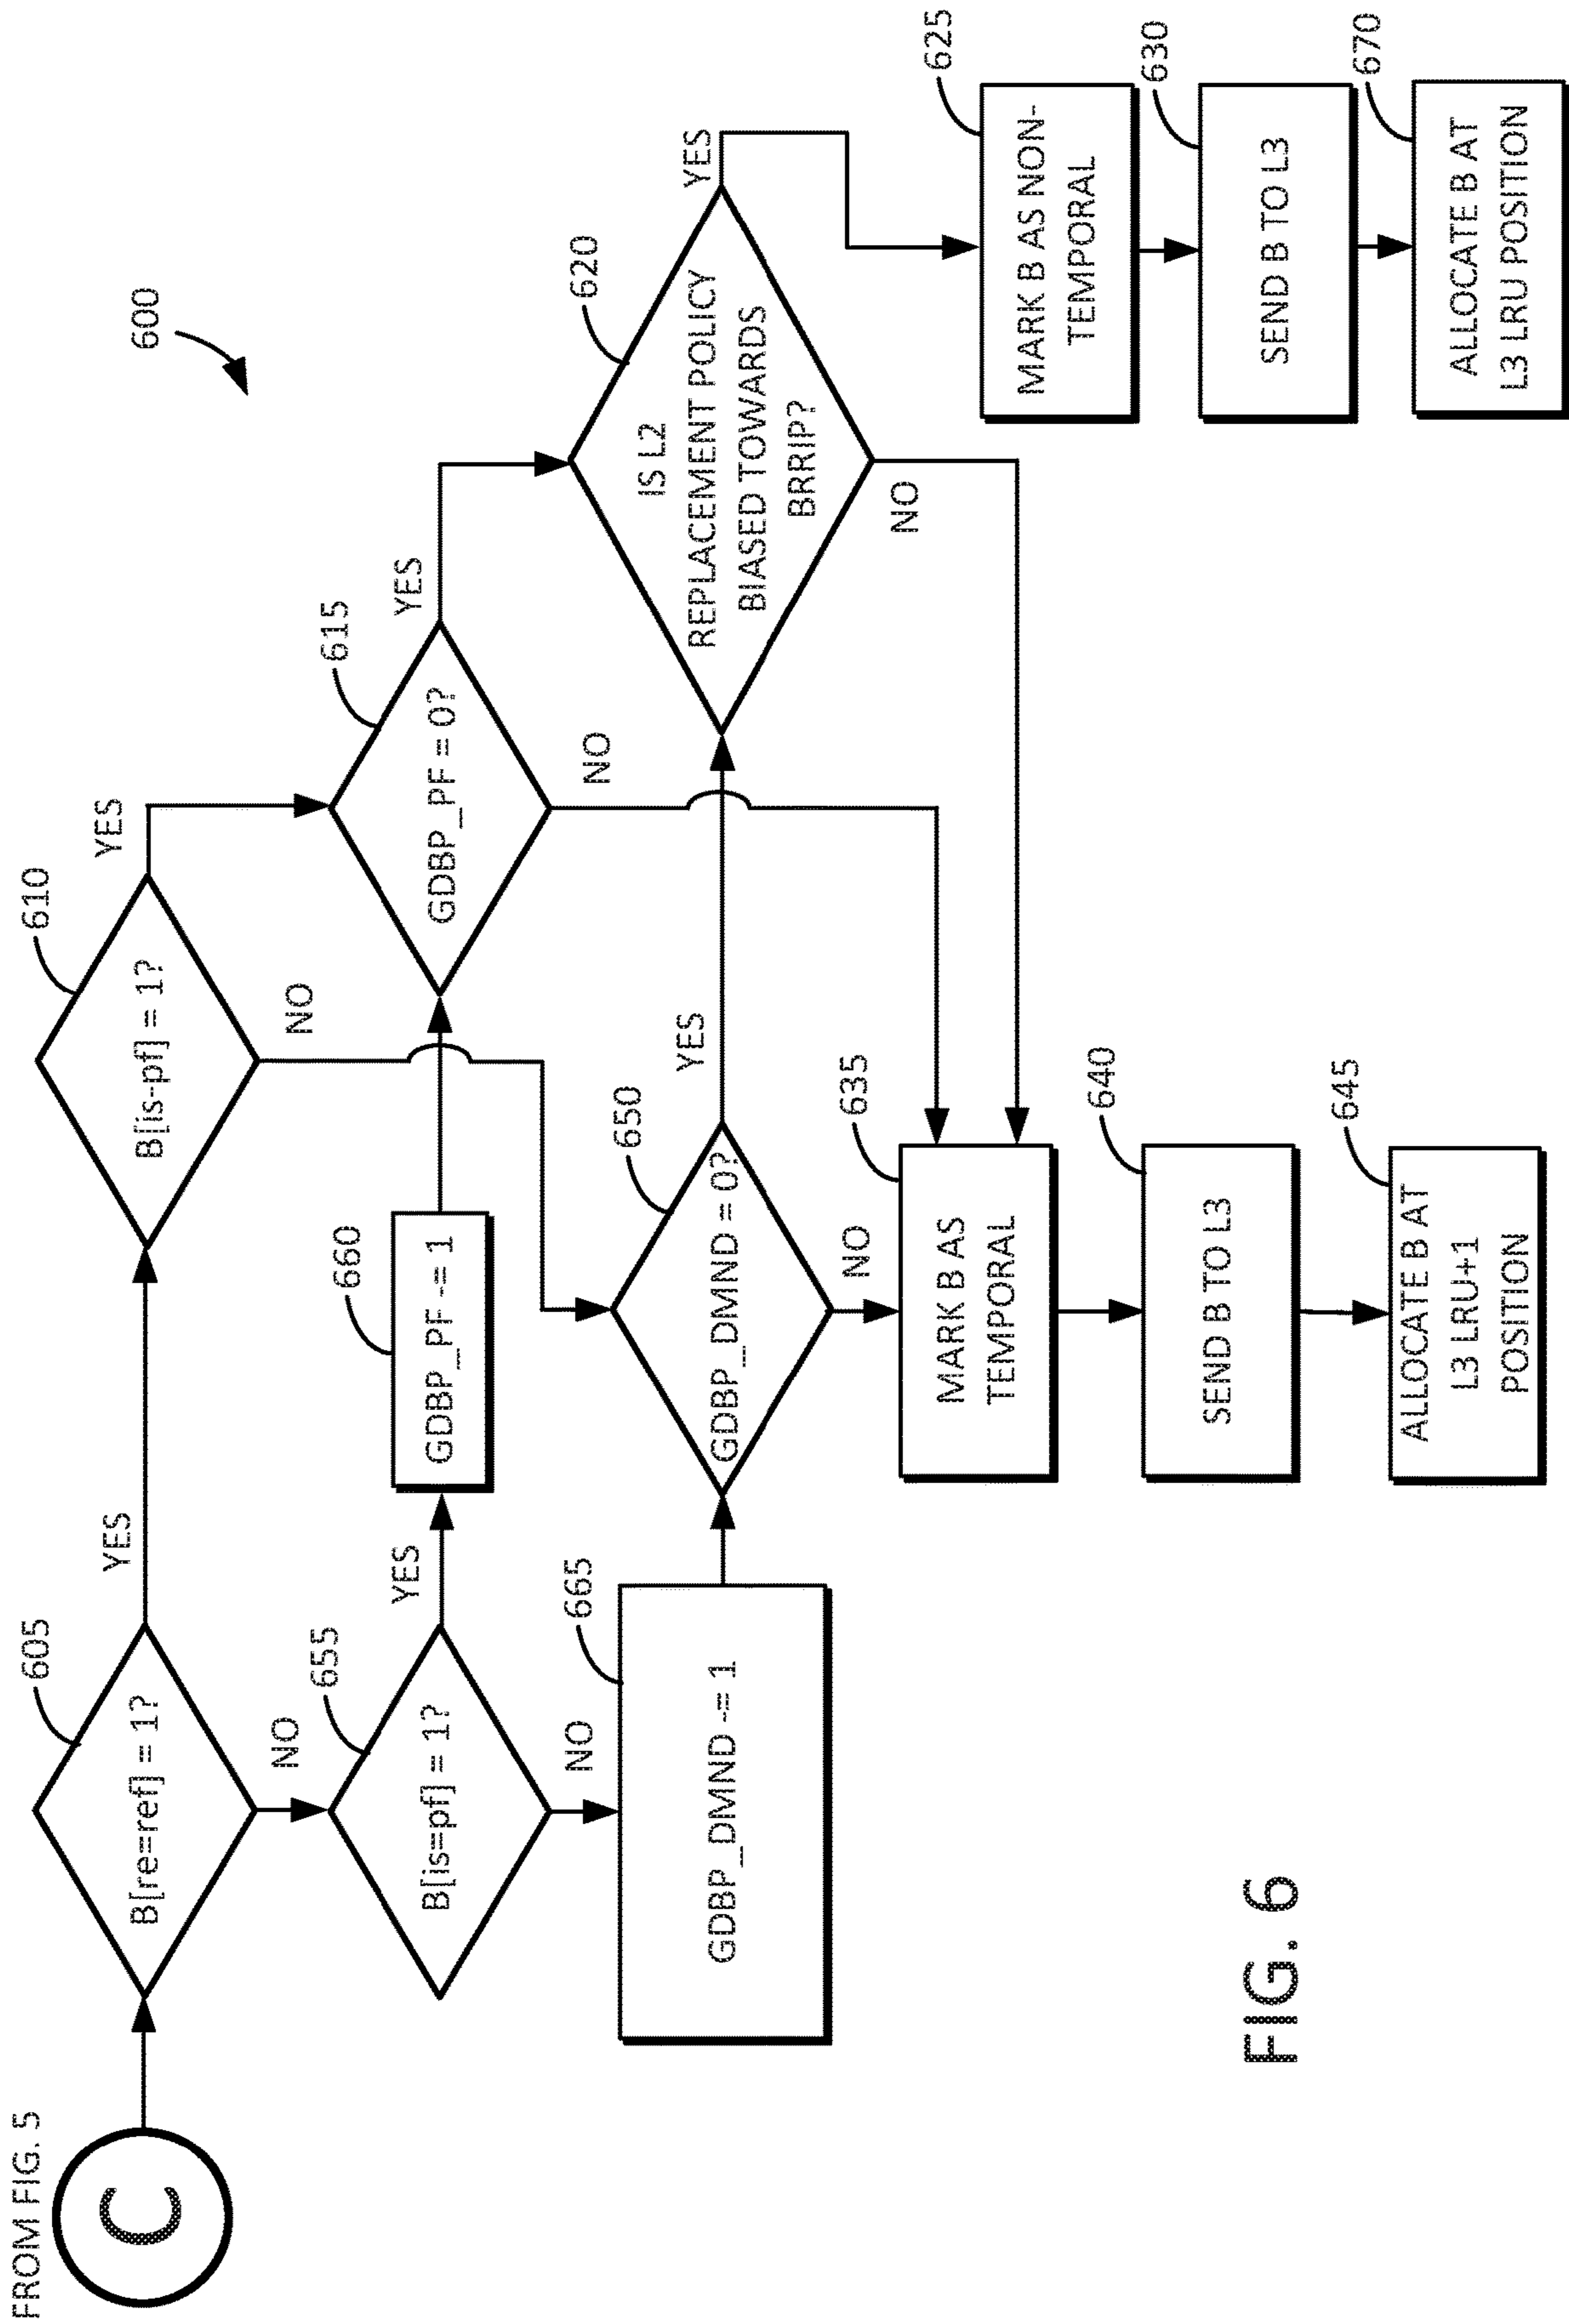 FROM FIG. 5
C
600
605
B[re=ref] = 1?
YES
NO
610
B[is-pf] = 1?
YES
NO
655
B[is=pf] = 1?
YES
NO
660
GDBP_PF -= 1
615
GDBP_PF = 0?
YES
NO
665
GDBP_DMND -= 1
650
GDBP_DMND = 0?
YES
NO
620
IS L2
REPLACEMENT POLICY
BIASED TOWARDS
BRRIP?
YES
NO
635
MARK B AS
TEMPORAL
640
SEND B TO L3
645
ALLOCATE B AT
L3 LRU+1
POSITION
625
MARK B AS NON-
TEMPORAL
630
SEND B TO L3
670
ALLOCATE B AT
L3 LRU POSITION
FIG. 6